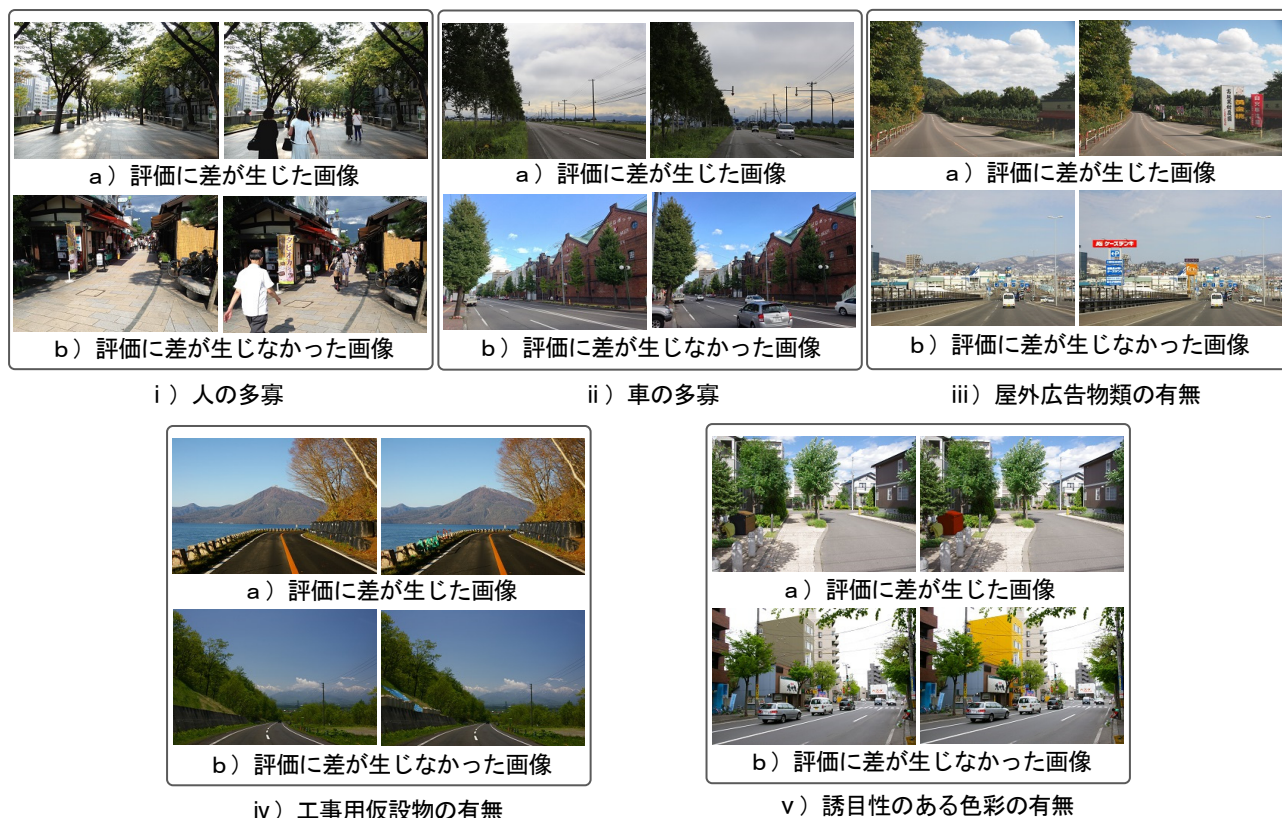 a）評価に差が生じた画像
b）評価に差が生じなかった画像
ⅰ）人の多寡
a）評価に差が生じた画像
b）評価に差が生じなかった画像
ⅱ）車の多寡
a）評価に差が生じた画像
ケーズデンキ
b）評価に差が生じなかった画像
ⅲ）屋外広告物類の有無
a）評価に差が生じた画像
b）評価に差が生じなかった画像
ⅳ）工事用仮設物の有無
a）評価に差が生じた画像
b）評価に差が生じなかった画像
ⅴ）誘目性のある色彩の有無